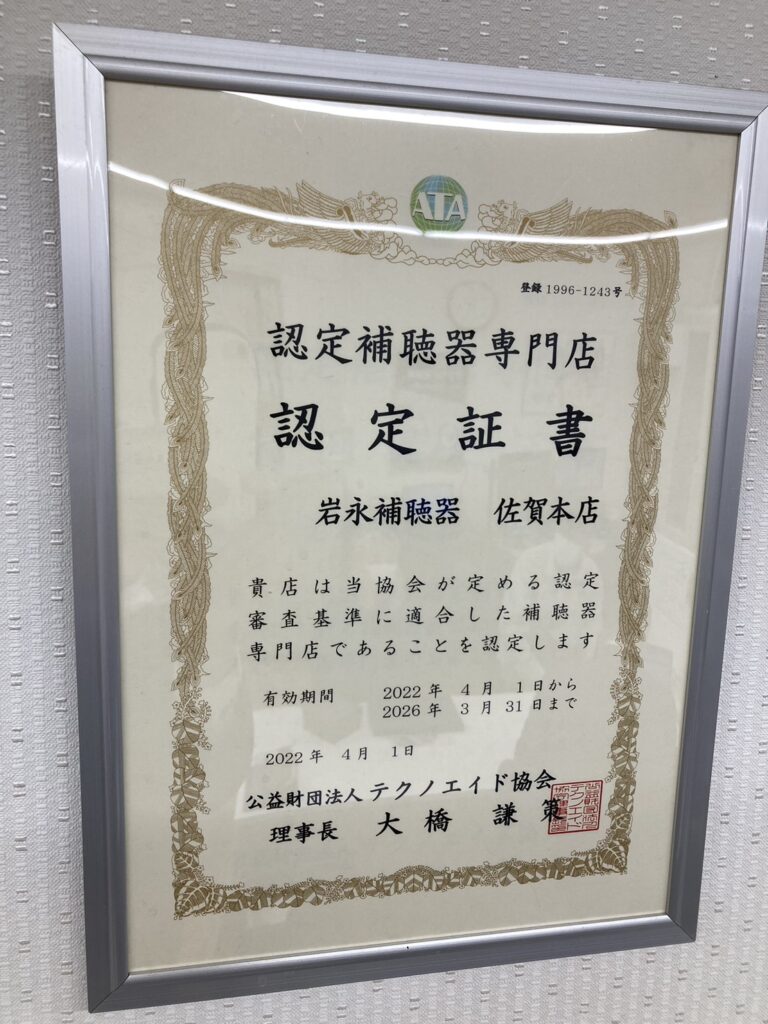 ATA
登録 1996-1243号
認定補聴器専門店
認定証書
岩永補聴器 佐賀本店
貴店は当協会が定める認定
審査基準に適合した補聴器
専門店であることを認定します
有効期間 2022年 4月 1日から
2026年 3月 31日まで
2022年 4月 1日
公益財団法人テクノエイド協会
理事長 大橋 謙策